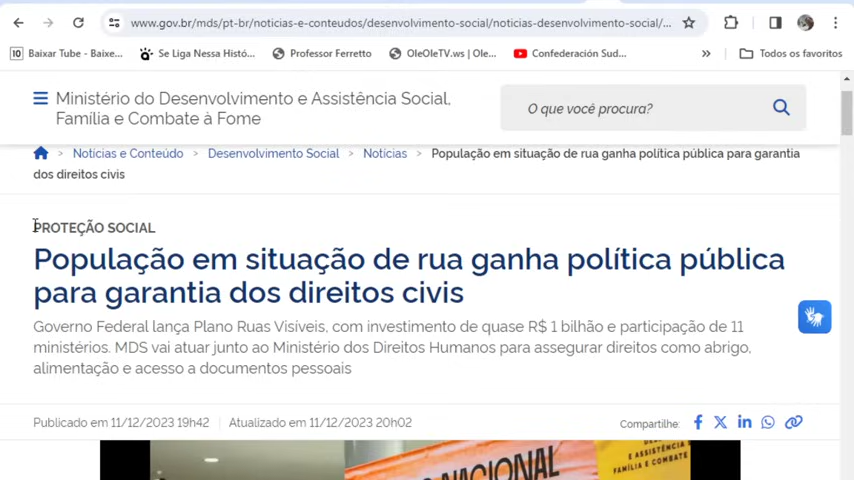 www.gov.br/mds/pt-br/noticias-e-conteudos/desenvolvimento-social/noticias-desenvolvimento-social/...
Baixar Tube - Baixe...
Se Liga Nessa Histó...
Professor Ferretto
OleOleTV.ws | Ole...
Confederación Sud...
»
Todos os favoritos
Ministério do Desenvolvimento e Assistência Social,
Família e Combate à Fome
O que você procura?
> Notícias e Conteúdo > Desenvolvimento Social > Notícias > População em situação de rua ganha política pública para garantia
dos direitos civis
PROTEÇÃO SOCIAL
População em situação de rua ganha política pública
para garantia dos direitos civis
Governo Federal lança Plano Ruas Visíveis, com investimento de quase R$ 1 bilhão e participação de 11
ministérios. MDS vai atuar junto ao Ministério dos Direitos Humanos para assegurar direitos como abrigo,
alimentação e acesso a documentos pessoais
Publicado em 11/12/2023 19h42 | Atualizado em 11/12/2023 20h02
Compartilhe:
NACIONAL
E ASSISTÊNCIA
FAMÍLIA E COMBATE